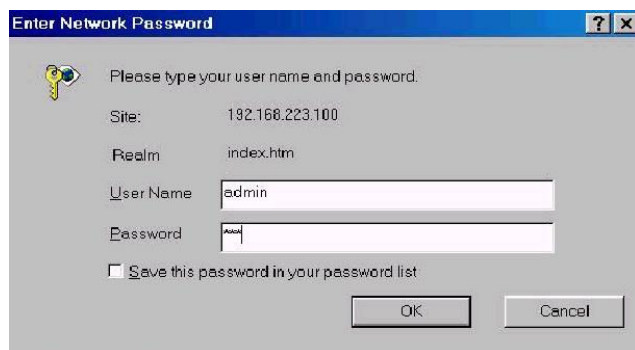 Enter Network Password
Please type your user name and password.
Site: 192.168.223.100
Realm index.htm
User Name admin
Password ****
Save this password in your password list
OK Cancel